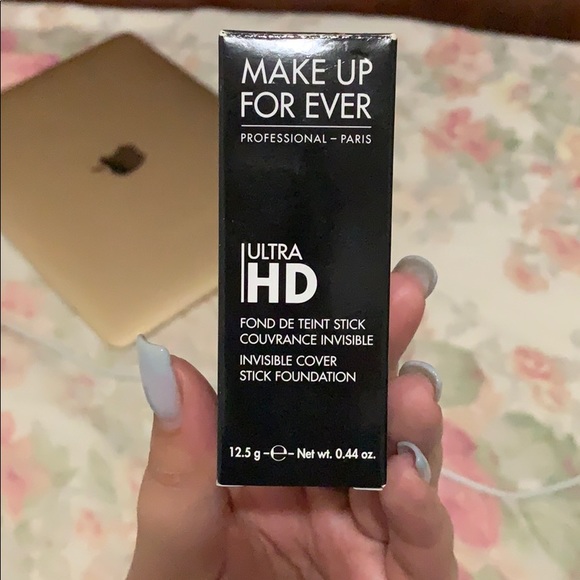 MAKE UP
FOR EVER
PROFESSIONAL – PARIS
ULTRA
HD
FOND DE TEINT STICK
COUVRANCE INVISIBLE
INVISIBLE COVER
STICK FOUNDATION
12.5 g – ℮ – Net wt. 0.44 oz.